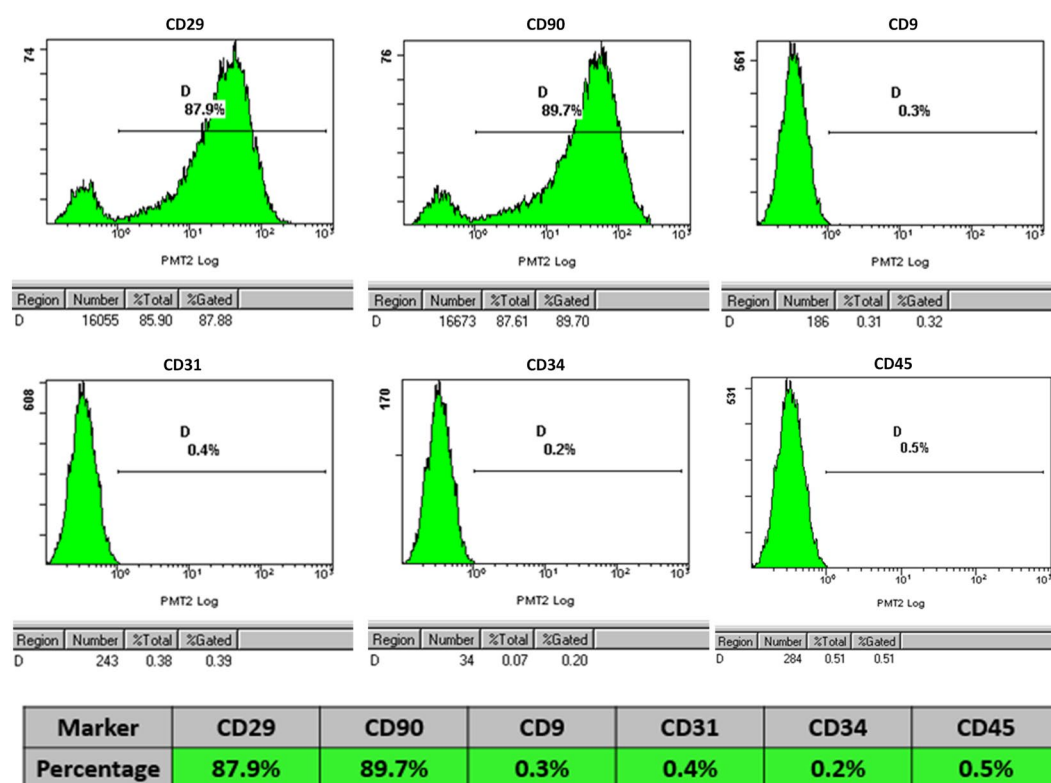 CD29
74
D
87.9%
10⁰ 10¹ 10² 10³
PMT2 Log
Region Number %Total %Gated
D 16055 85.90 87.88
CD90
76
D
89.7%
10⁰ 10¹ 10² 10³
PMT2 Log
Region Number %Total %Gated
D 16673 87.61 89.70
CD9
561
D
0.3%
10⁰ 10¹ 10² 10³
PMT2 Log
Region Number %Total %Gated
D 186 0.31 0.32
CD31
608
D
0.4%
10⁰ 10¹ 10² 10³
PMT2 Log
Region Number %Total %Gated
D 243 0.38 0.39
CD34
170
D
0.2%
10⁰ 10¹ 10² 10³
PMT2 Log
Region Number %Total %Gated
D 34 0.07 0.20
CD45
531
D
0.5%
10⁰ 10¹ 10² 10³
PMT2 Log
Region Number %Total %Gated
D 284 0.51 0.51
Marker CD29 CD90 CD9 CD31 CD34 CD45
Percentage 87.9% 89.7% 0.3% 0.4% 0.2% 0.5%